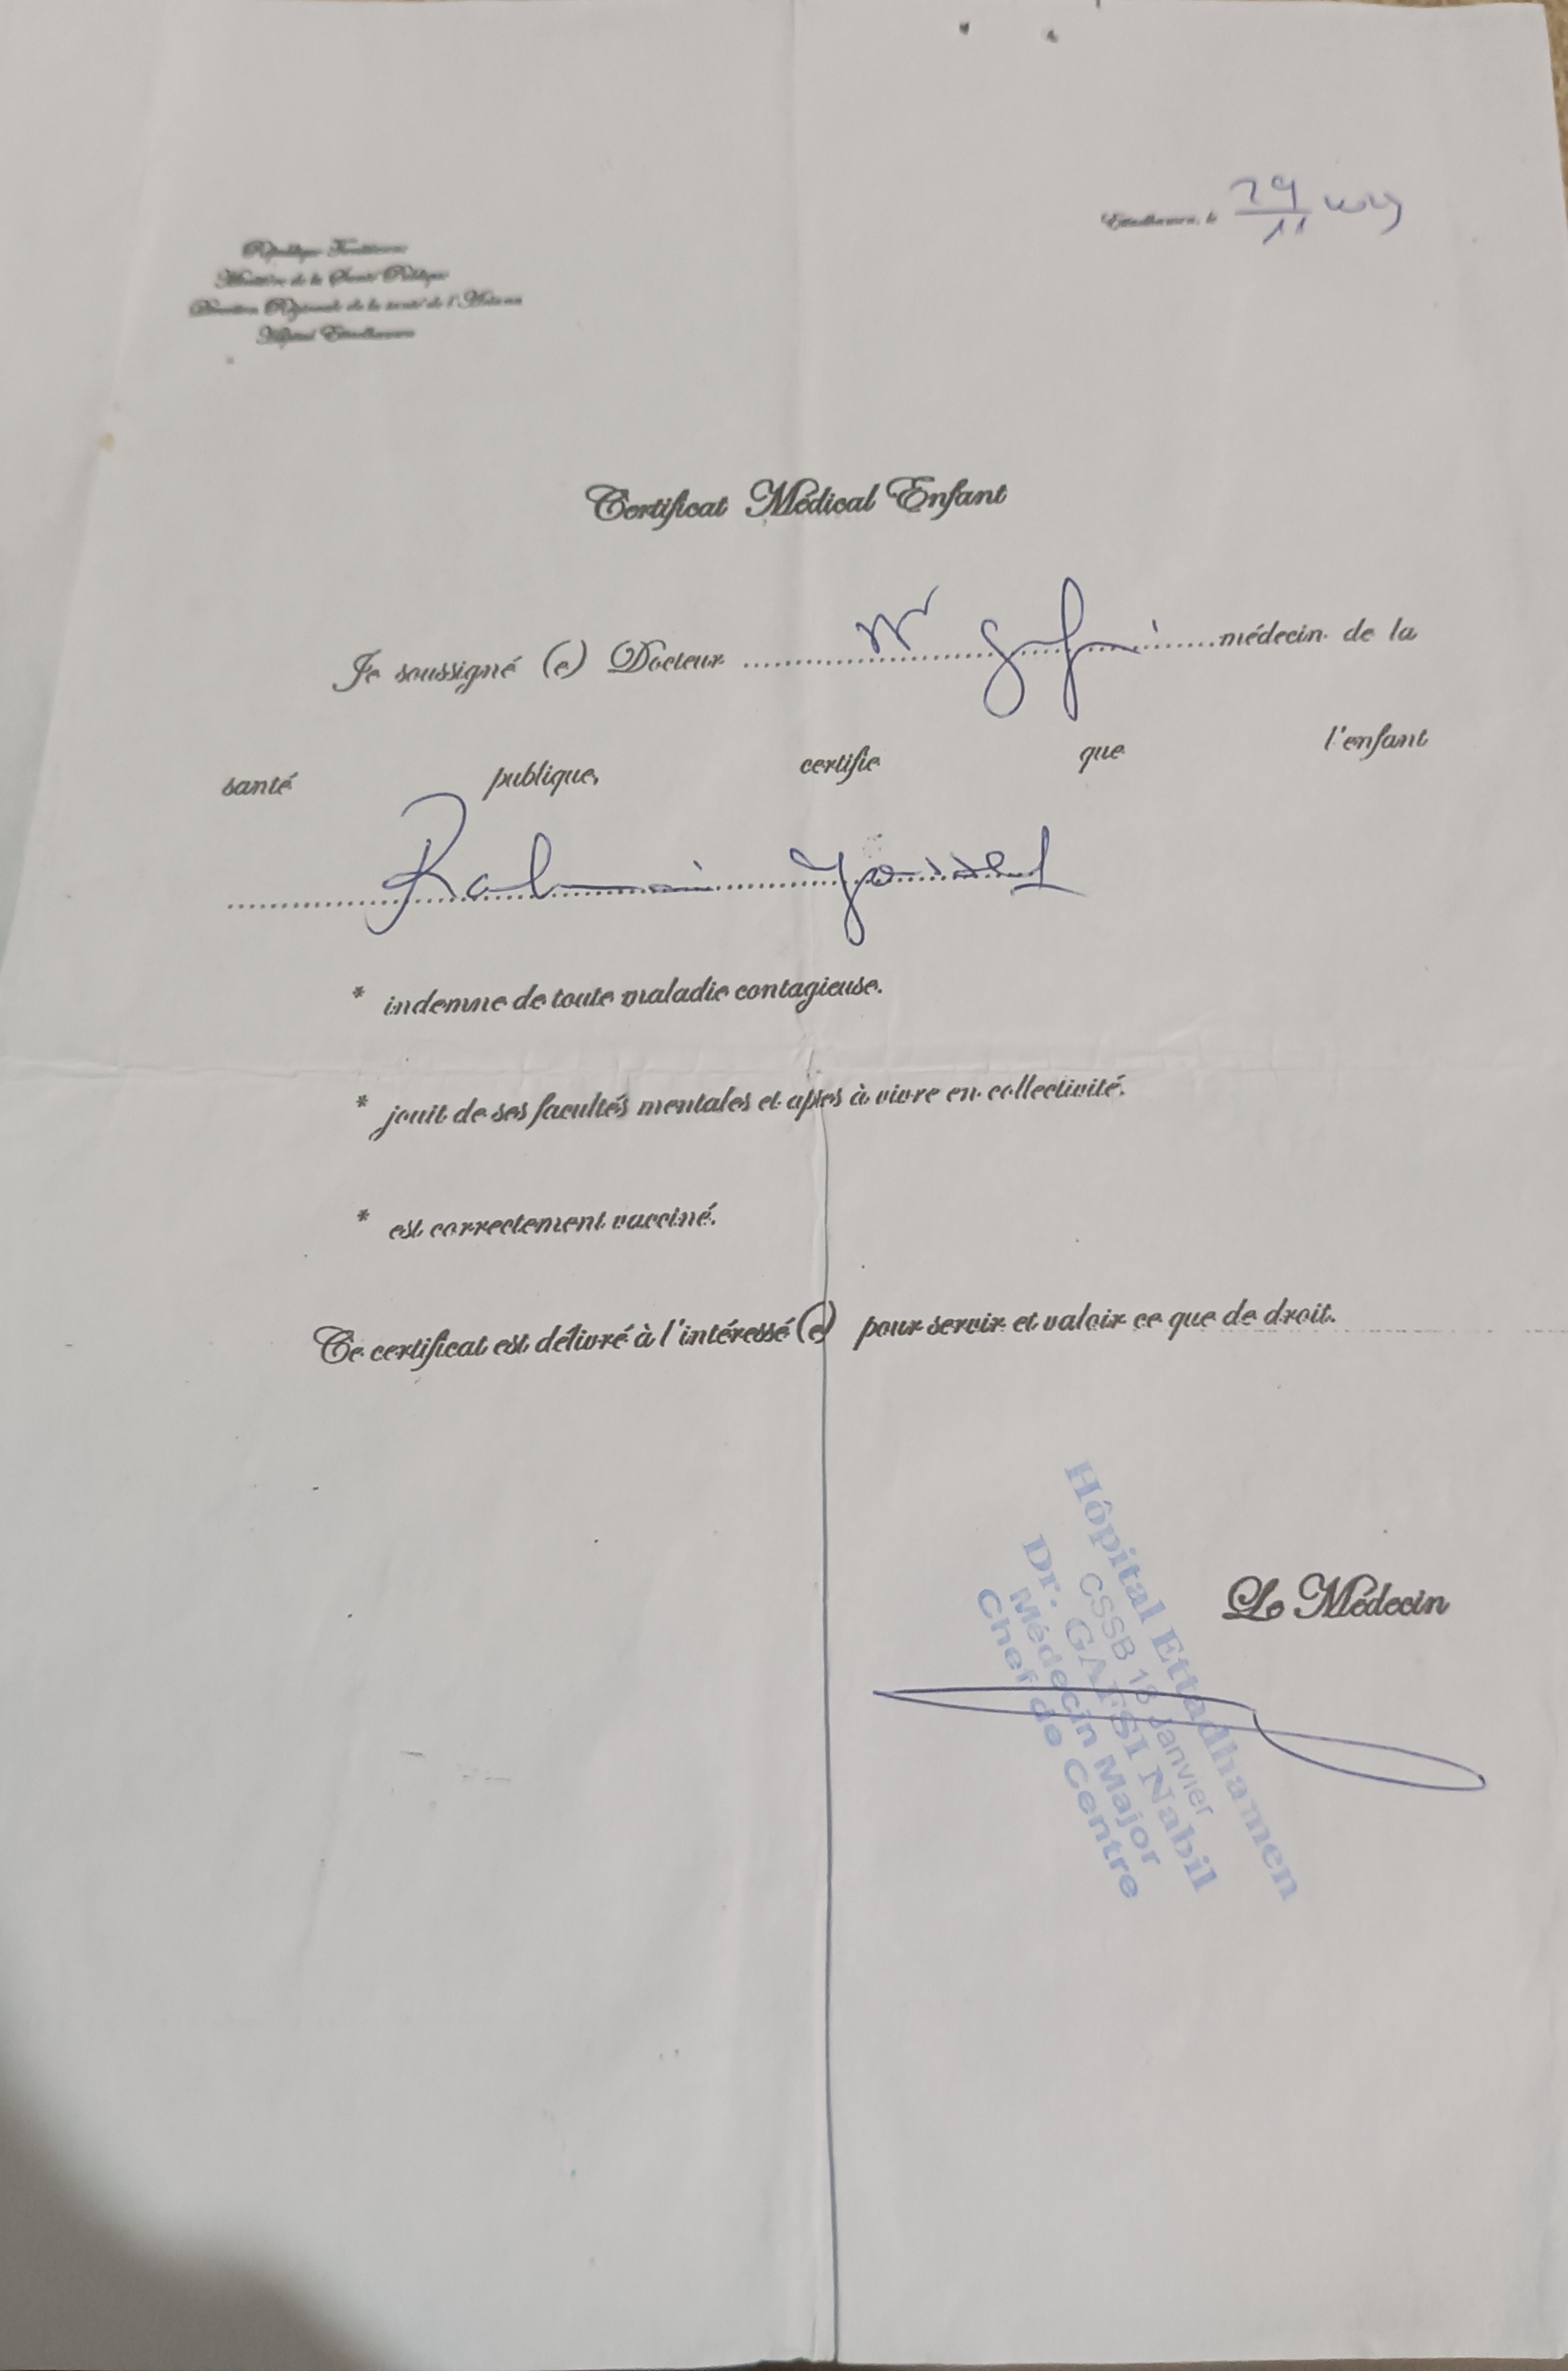 République Tunisienne
Ministère de la Santé Publique
Direction Régionale de la santé de l'Ariana
Hôpital Ettadhamen
Ettadhamen, le 29/11
Certificat Médical Enfant
Je soussigné (e) Docteur .................... médecin de la
santé publique, certifie que l'enfant
Rahmani Youssef
* indemne de toute maladie contagieuse.
* jouit de ses facultés mentales et aptes à vivre en collectivité.
* est correctement vacciné.
Ce certificat est délivré à l'intéressé (e) pour servir et valoir ce que de droit.
Le Médecin
Hôpital Ettadhamen
CSSB 18 Janvier
Dr. GAFSI Nabil
Médecin Major
Chef de Centre